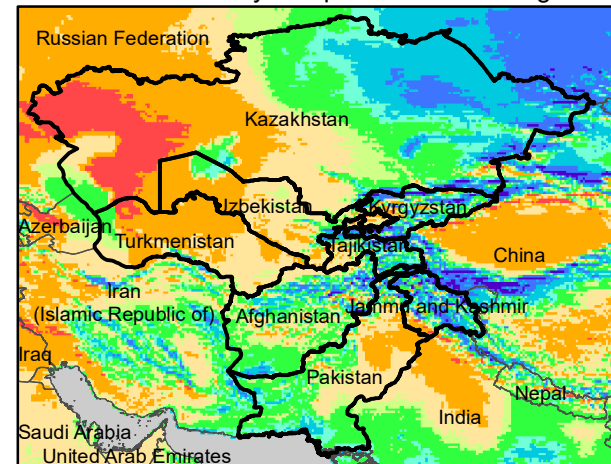 Russian Federation
Kazakhstan
Uzbekistan
Kyrgyzstan
Azerbaijan
Turkmenistan
Tajikistan
China
Iran
(Islamic Republic of)
Afghanistan
Jammu and Kashmir
Iraq
Pakistan
Nepal
India
Saudi Arabia
United Arab Emirates